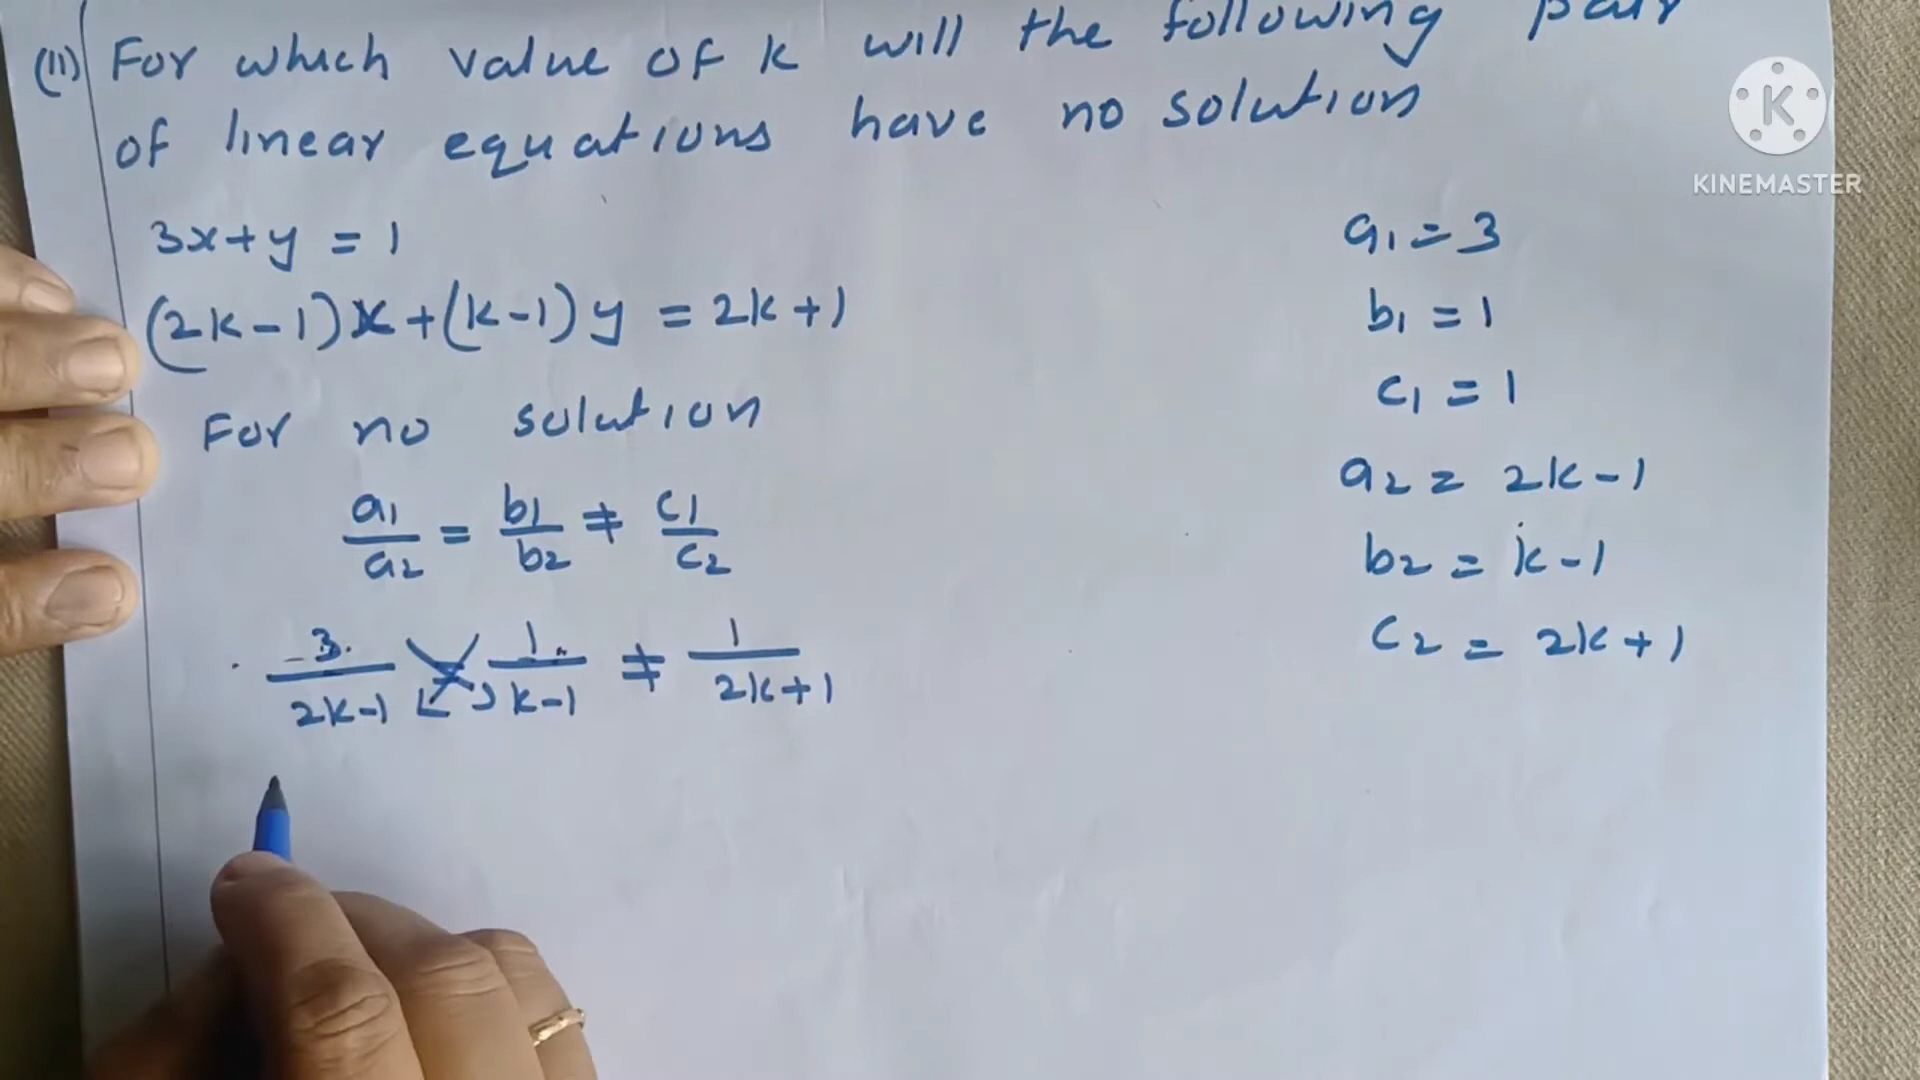 (11) For which value of k will the following pair
of linear equations have no solution
K
KINEMASTER
3x+y = 1
(2k-1)x+(k-1)y = 2k+1
For no solution
a1/a2 = b1/b2 ≠ c1/c2
3/2k-1 = 1/k-1 ≠ 1/2k+1
a1 = 3
b1 = 1
c1 = 1
a2 = 2k-1
b2 = k-1
c2 = 2k+1